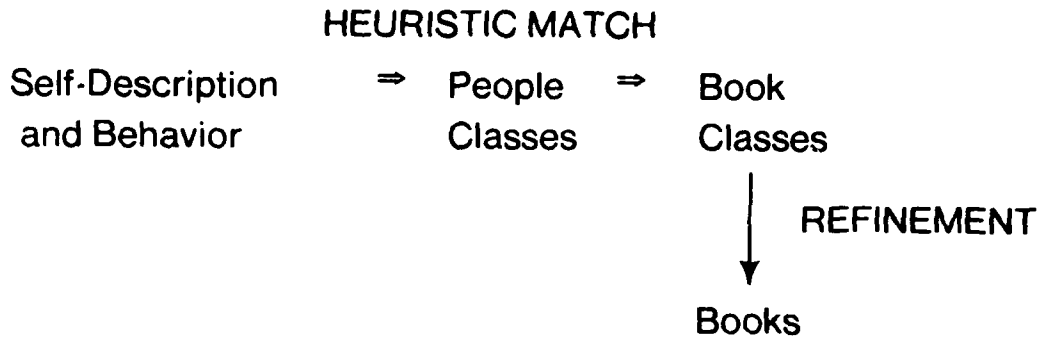 HEURISTIC MATCH
Self-Description ⇒ People ⇒ Book
and Behavior Classes Classes
REFINEMENT
Books